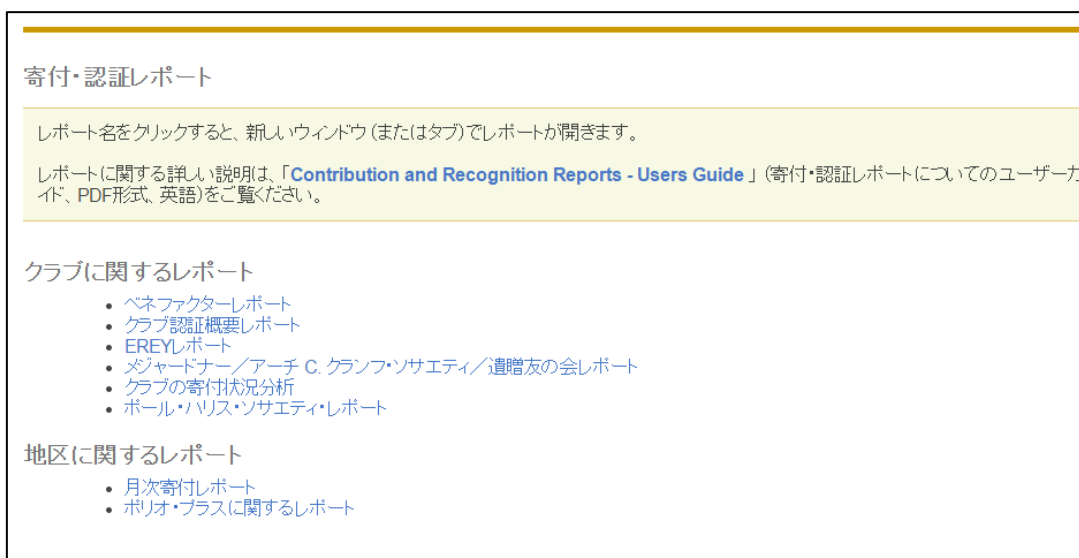 寄付・認証レポート
レポート名をクリックすると、新しいウィンドウ(またはタブ)でレポートが開きます。
レポートに関する詳しい説明は、「Contribution and Recognition Reports - Users Guide 」(寄付・認証レポートについてのユーザーガ
イド、PDF形式、英語)をご覧ください。
クラブに関するレポート
• ベネファクターレポート
• クラブ認証概要レポート
• EREYレポート
• メジャードナー／アーチ C. クランフ・ソサエティ／遺贈友の会レポート
• クラブの寄付状況分析
• ポール・ハリス・ソサエティ・レポート
地区に関するレポート
• 月次寄付レポート
• ポリオ・プラスに関するレポート